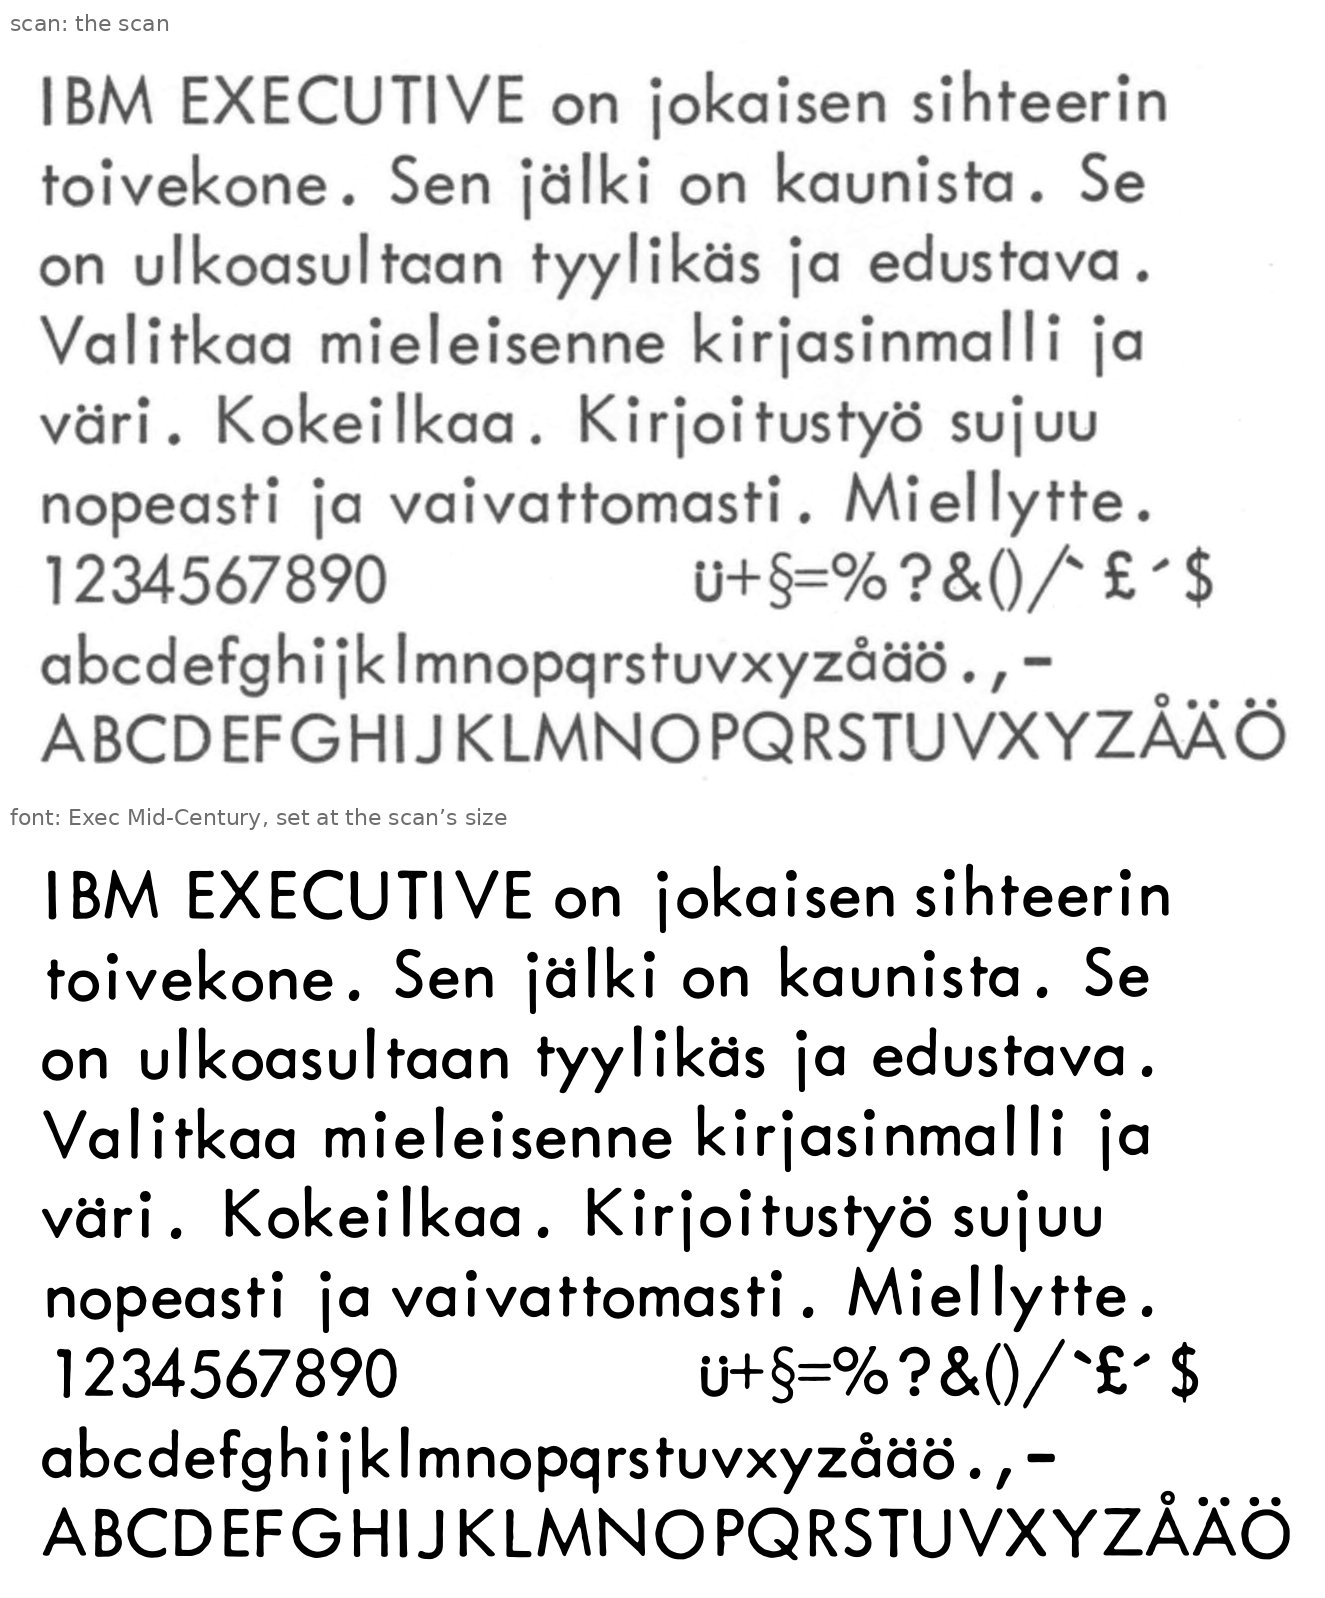 scan: the scan
IBM EXECUTIVE on jokaisen sihteerin
toivekone. Sen jälki on kaunista. Se
on ulkoasultaan tyylikäs ja edustava.
Valitkaa mieleisenne kirjasinmalli ja
väri. Kokeilkaa. Kirjoitustyö sujuu
nopeasti ja vaivattomasti. Miellytte.
1234567890 ü+§=%?&()/`£´$
abcdefghijklmnopqrstuvxyzåäö.,-
ABCDEFGHIJKLMNOPQRSTUVXYZÅÄÖ
font: Exec Mid-Century, set at the scan’s size
IBM EXECUTIVE on jokaisen sihteerin
toivekone. Sen jälki on kaunista. Se
on ulkoasultaan tyylikäs ja edustava.
Valitkaa mieleisenne kirjasinmalli ja
väri. Kokeilkaa. Kirjoitustyö sujuu
nopeasti ja vaivattomasti. Miellytte.
1234567890 ü+§=%?&()/`£´$
abcdefghijklmnopqrstuvxyzåäö.,-
ABCDEFGHIJKLMNOPQRSTUVXYZÅÄÖ